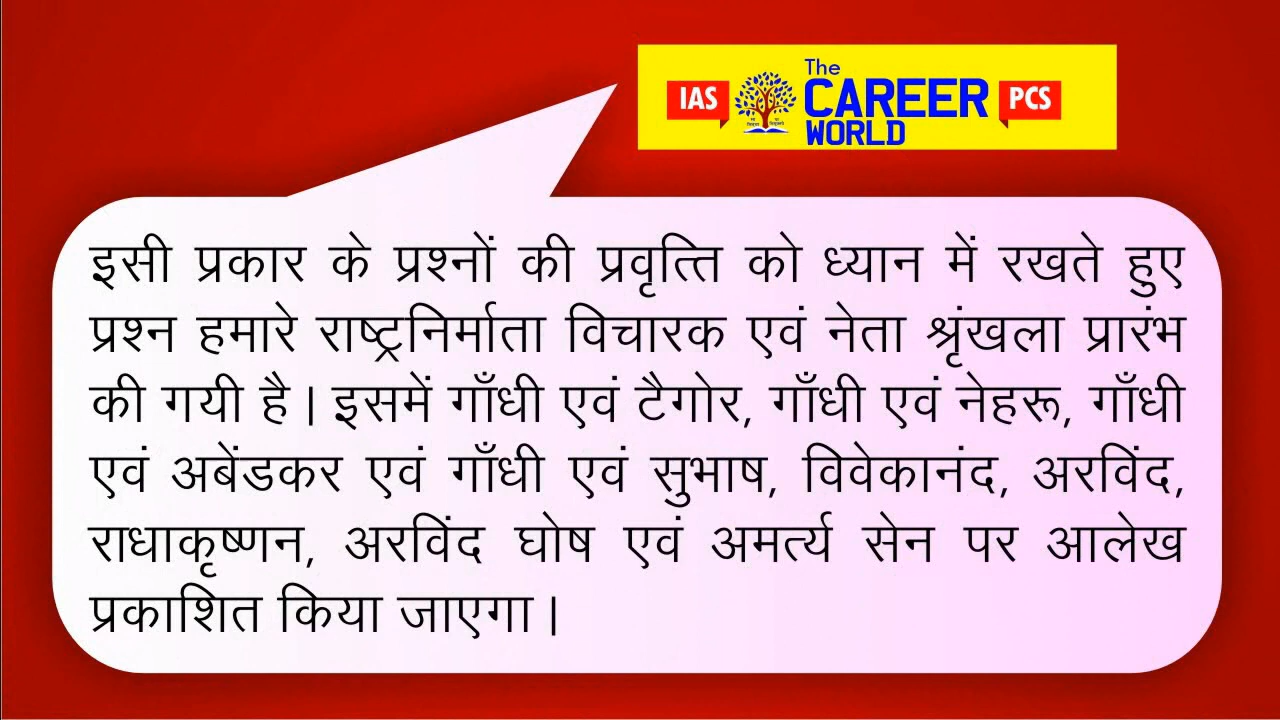 The
IAS CAREER PCS
WORLD
इसी प्रकार के प्रश्नों की प्रवृत्ति को ध्यान में रखते हुए
प्रश्न हमारे राष्ट्रनिर्माता विचारक एवं नेता श्रृंखला प्रारंभ
की गयी है। इसमें गाँधी एवं टैगोर, गाँधी एवं नेहरू, गाँधी
एवं अबेंडकर एवं गाँधी एवं सुभाष, विवेकानंद, अरविंद,
राधाकृष्णन, अरविंद घोष एवं अमर्त्य सेन पर आलेख
प्रकाशित किया जाएगा।